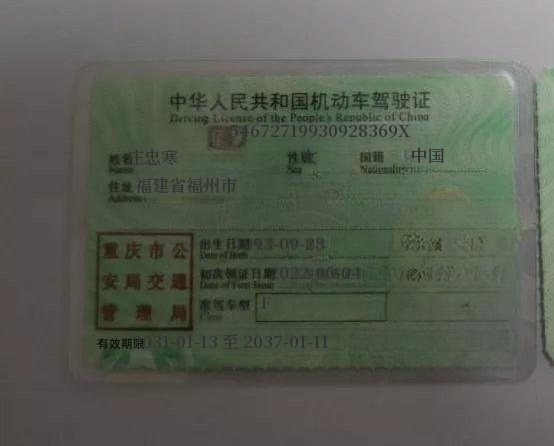 中华人民共和国机动车驾驶证
Driving License of the People's Republic of China
54672719930928369X
姓名 庄忠寒 性别 国籍 中国
Name Sex Nationality
住址 福建省福州市
Address
重庆市公
安局交通
管理局
出生日期 93-09-28
Date of Birth
初次领证日期 022-06-04
Date of First Issue
准驾车型 F
Class
有效期限 031-01-13 至 2037-01-11